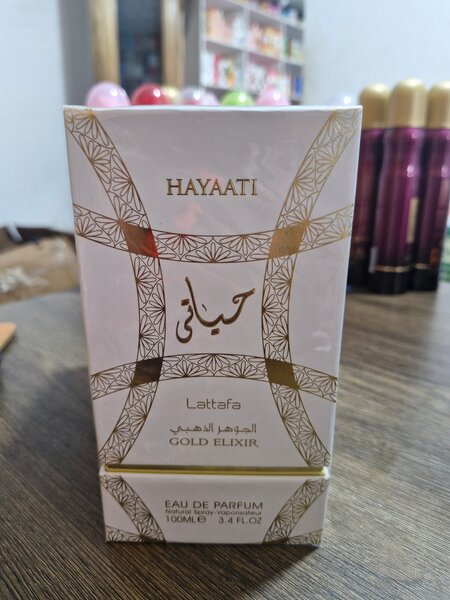 HAYAATI
حياتي
Lattafa
الجوهر الذهبي
GOLD ELIXIR
EAU DE PARFUM
Natural Spray-Vaporisateur
100ML℮ 3.4 FL.OZ